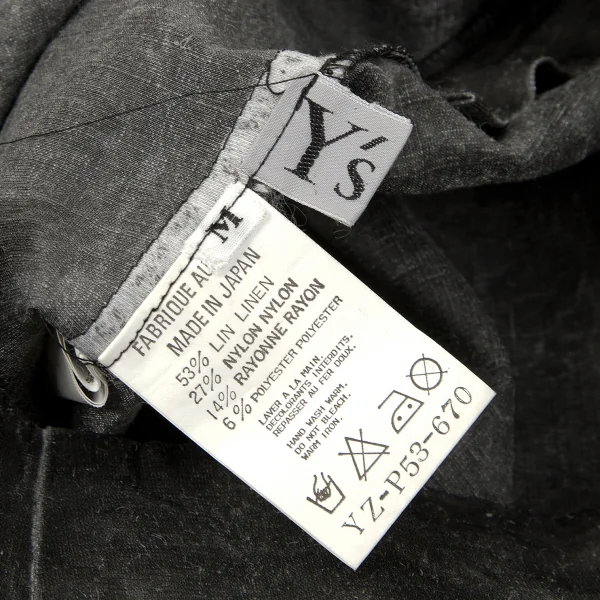 Y's
M
FABRIQUE AU
MADE IN JAPAN
53% LIN LINEN
27% NYLON NYLON
14% RAYONNE RAYON
6% POLYESTER POLYESTER
LAVER A LA MAIN.
DECOLORANTS INTERDITS.
REPASSER AU FER DOUX.
HAND WASH WARM.
DO NOT BLEACH.
WARM IRON.
YZ-P53-670